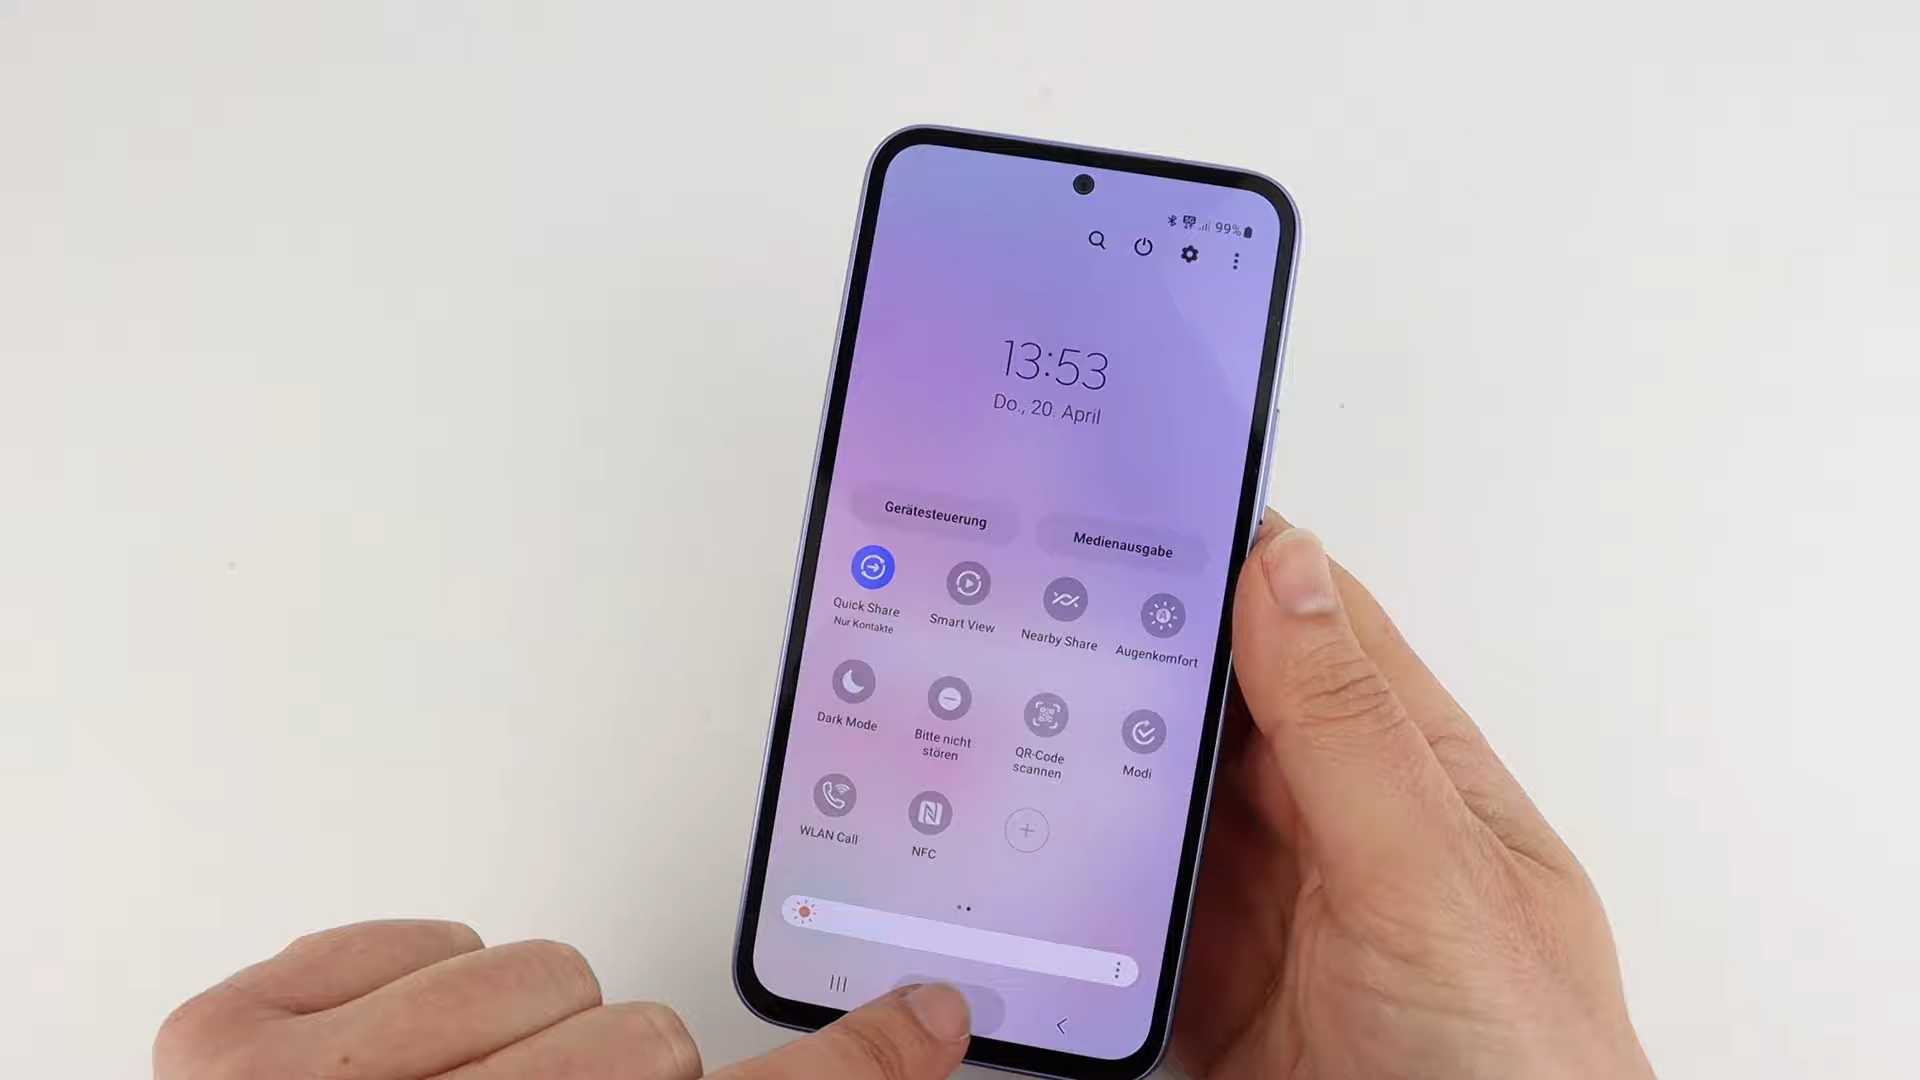 99%
13:53
Do., 20. April
Gerätesteuerung
Medienausgabe
Quick Share
Nur Kontakte
Smart View
Nearby Share
Augenkomfort
Dark Mode
Bitte nicht
stören
QR-Code
scannen
Modi
WLAN Call
NFC